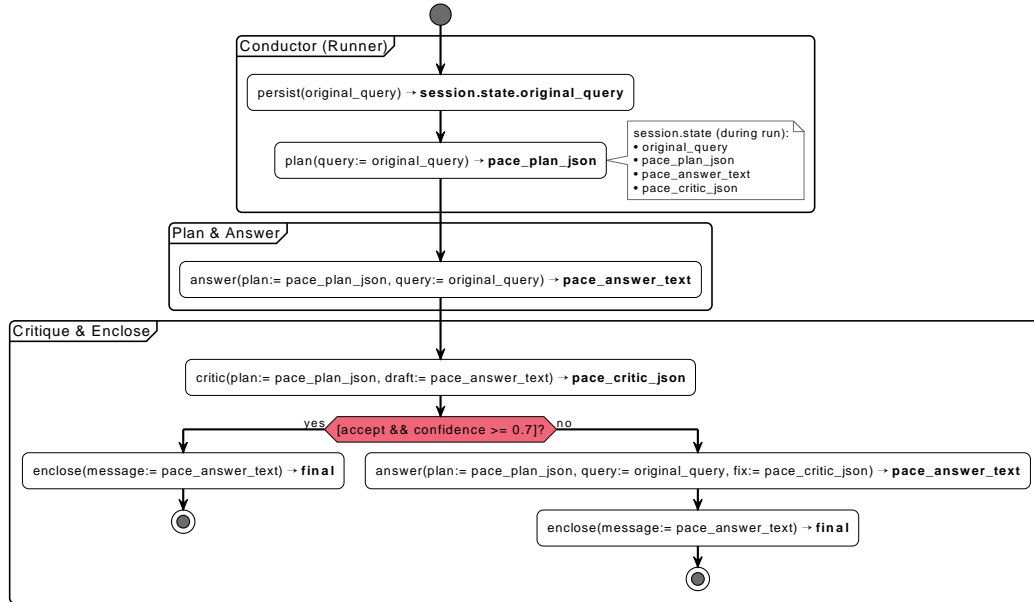 Conductor (Runner)
persist(original_query) → session.state.original_query
plan(query:= original_query) → pace_plan_json
session.state (during run):
• original_query
• pace_plan_json
• pace_answer_text
• pace_critic_json
Plan & Answer
answer(plan:= pace_plan_json, query:= original_query) → pace_answer_text
Critique & Enclose
critic(plan:= pace_plan_json, draft:= pace_answer_text) → pace_critic_json
yes
[accept && confidence >= 0.7]?
no
enclose(message:= pace_answer_text) → final
answer(plan:= pace_plan_json, query:= original_query, fix:= pace_critic_json) → pace_answer_text
enclose(message:= pace_answer_text) → final